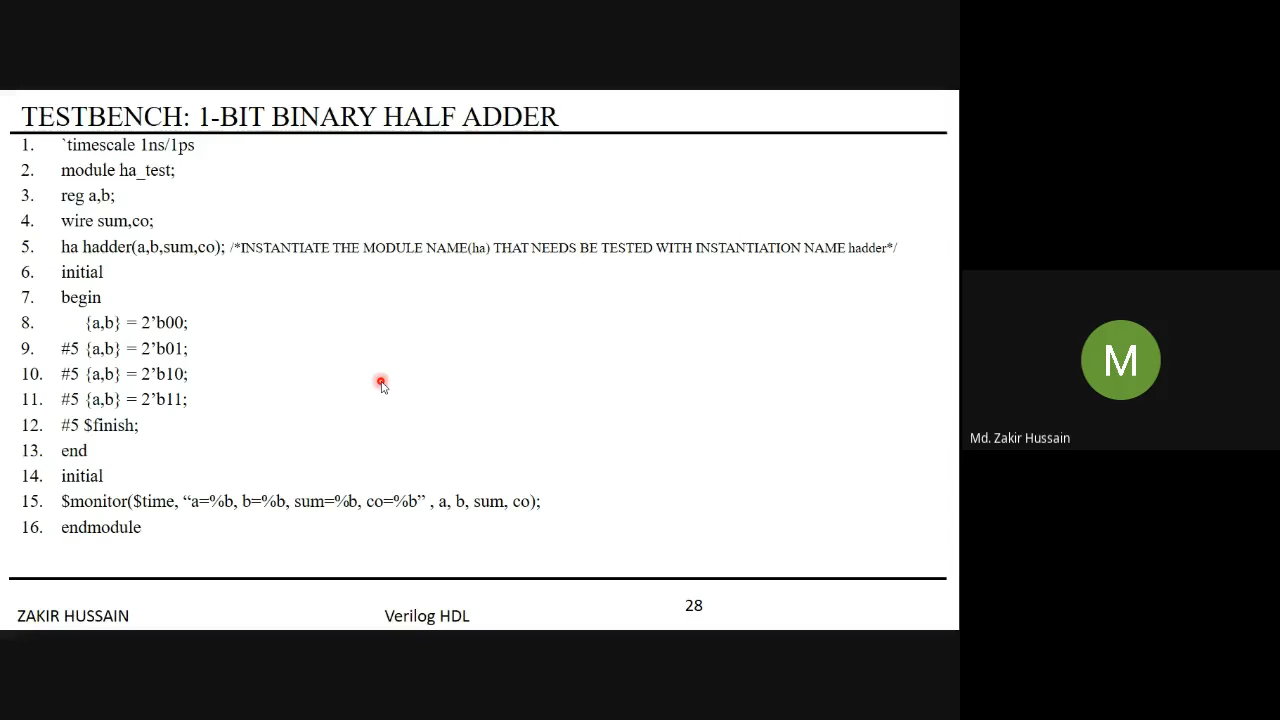 TESTBENCH: 1-BIT BINARY HALF ADDER
1. `timescale 1ns/1ps
2. module ha_test;
3. reg a,b;
4. wire sum,co;
5. ha hadder(a,b,sum,co); /*INSTANTIATE THE MODULE NAME(ha) THAT NEEDS BE TESTED WITH INSTANTIATION NAME hadder*/
6. initial
7. begin
8. {a,b} = 2’b00;
9. #5 {a,b} = 2’b01;
10. #5 {a,b} = 2’b10;
11. #5 {a,b} = 2’b11;
12. #5 $finish;
13. end
14. initial
15. $monitor($time, “a=%b, b=%b, sum=%b, co=%b” , a, b, sum, co);
16. endmodule
ZAKIR HUSSAIN
Verilog HDL
28
M
Md. Zakir Hussain